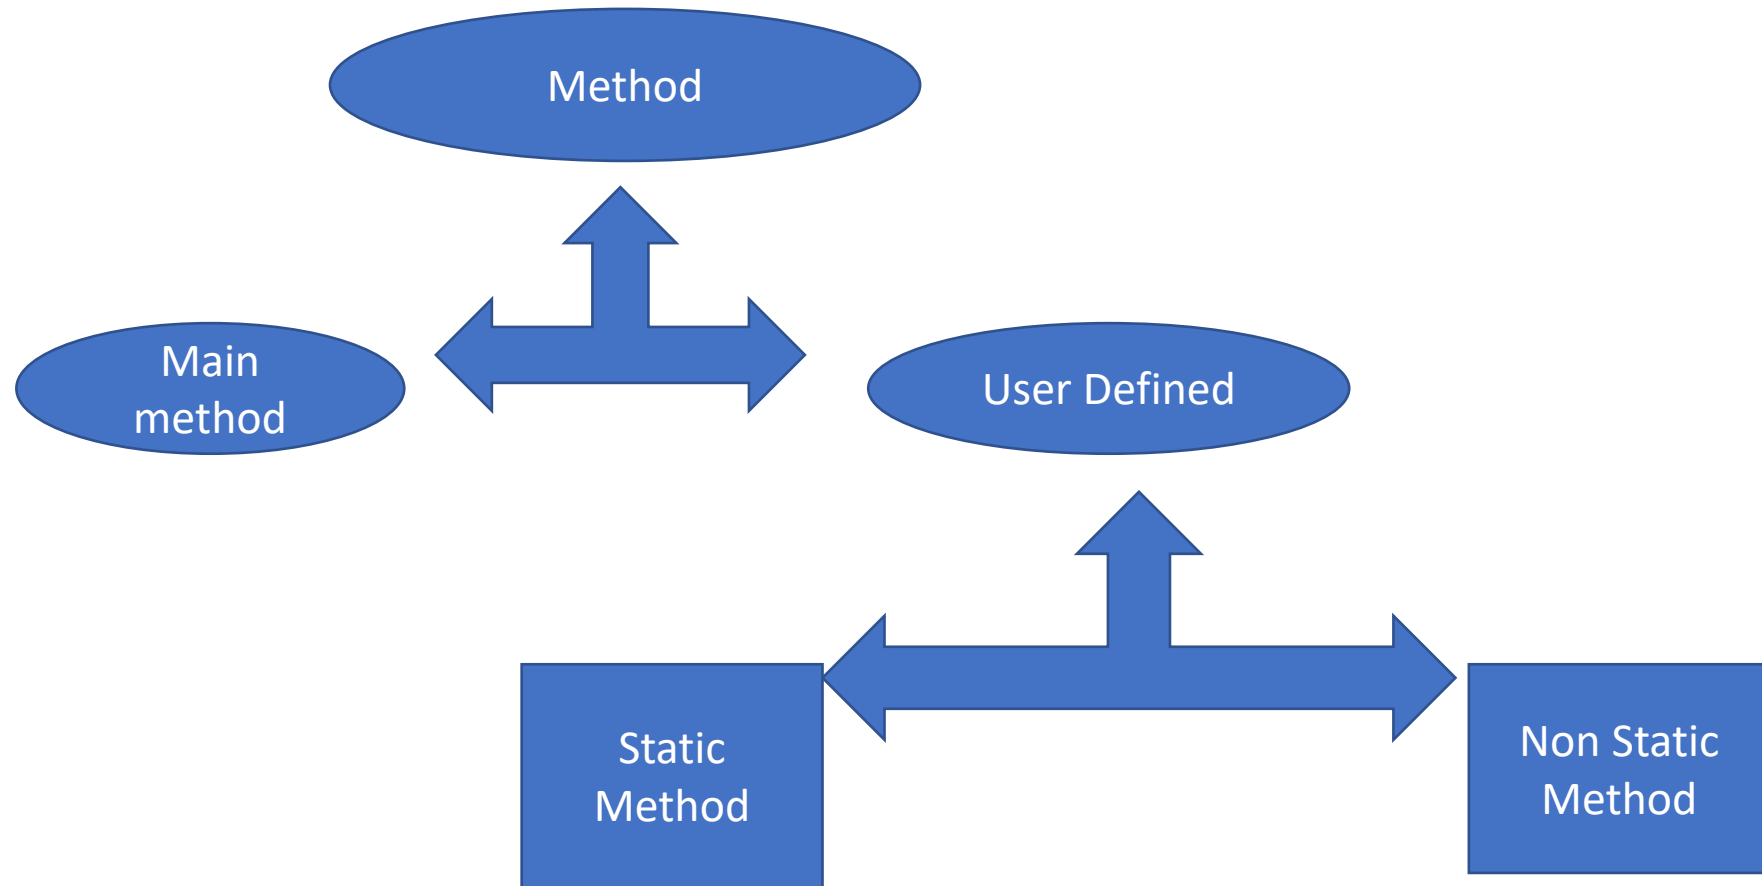 Method
Main
method
User Defined
Static
Method
Non Static
Method